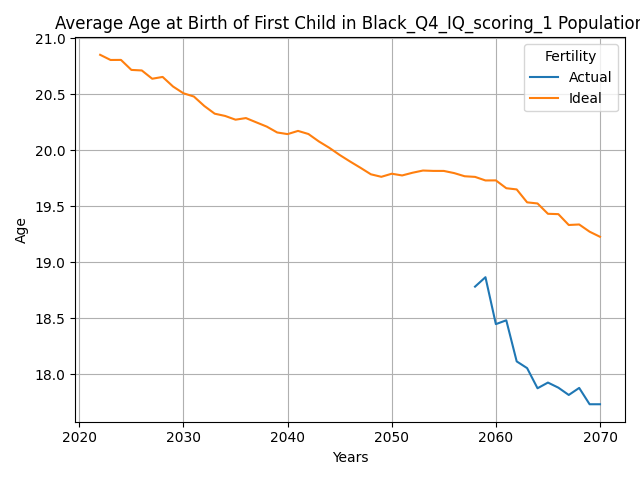 Average Age at Birth of First Child in Black_Q4_IQ_scoring_1 Population
21.0
20.5
20.0
19.5
19.0
18.5
18.0
Age
Fertility
Actual
Ideal
2020
2030
2040
2050
2060
2070
Years